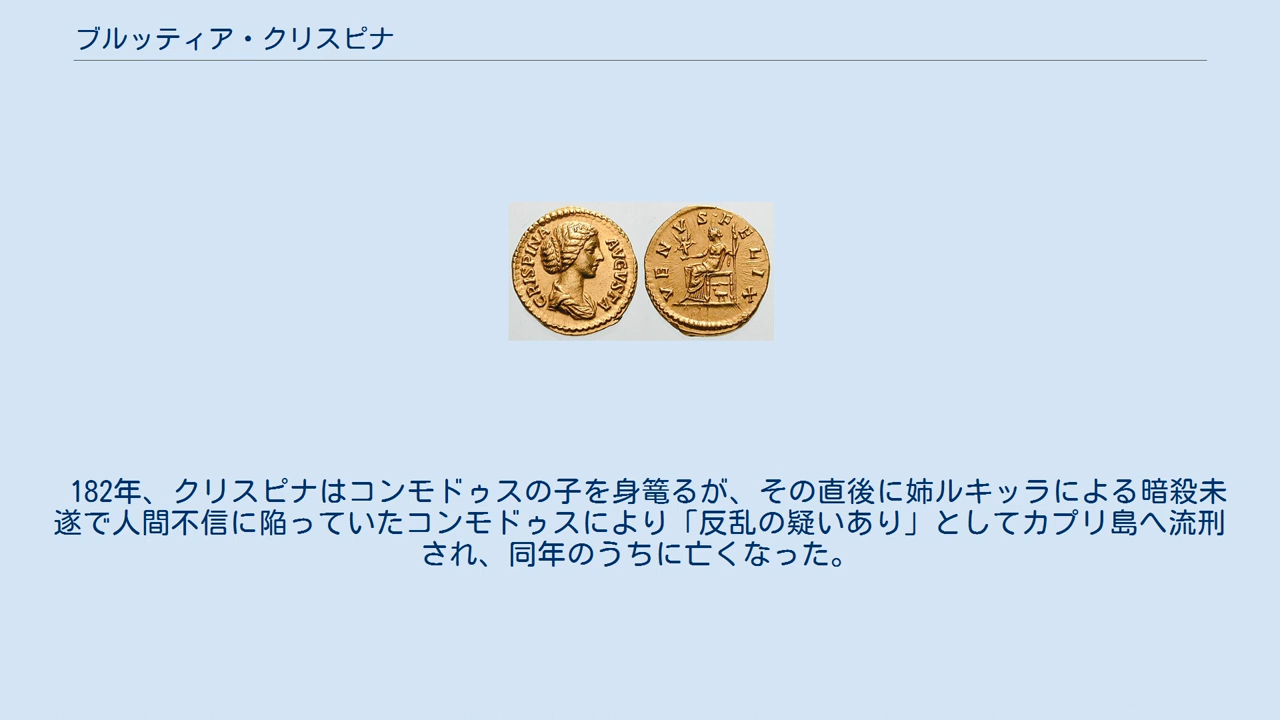 ブルッティア・クリスピナ
CRISPINA AVGVSTA
VENVS FELIX
182年、クリスピナはコンモドゥスの子を身篭るが、その直後に姉ルキッラによる暗殺未
遂で人間不信に陥っていたコンモドゥスにより「反乱の疑いあり」としてカプリ島へ流刑
され、同年のうちに亡くなった。